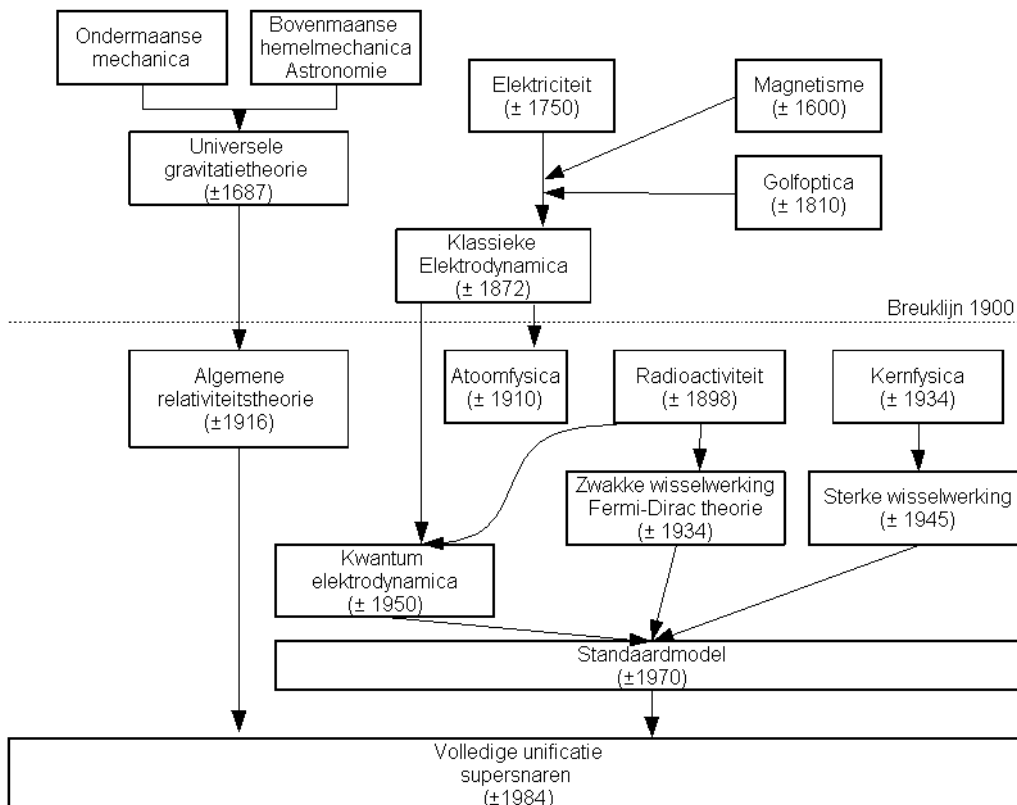 Ondermaanse
mechanica
Bovenmaanse
hemelmechanica
Astronomie
Elektriciteit
(± 1750)
Magnetisme
(± 1600)
Universele
gravitatietheorie
(±1687)
Golfoptica
(± 1810)
Klassieke
Elektrodynamica
(± 1872)
Breuklijn 1900
Algemene
relativiteitstheorie
(±1916)
Atoomfysica
(± 1910)
Radioactiviteit
(± 1898)
Kernfysica
(± 1934)
Zwakke wisselwerking
Fermi-Dirac theorie
(± 1934)
Sterke wisselwerking
(± 1945)
Kwantum
elektrodynamica
(± 1950)
Standaardmodel
(±1970)
Volledige unificatie
supersnaren
(±1984)